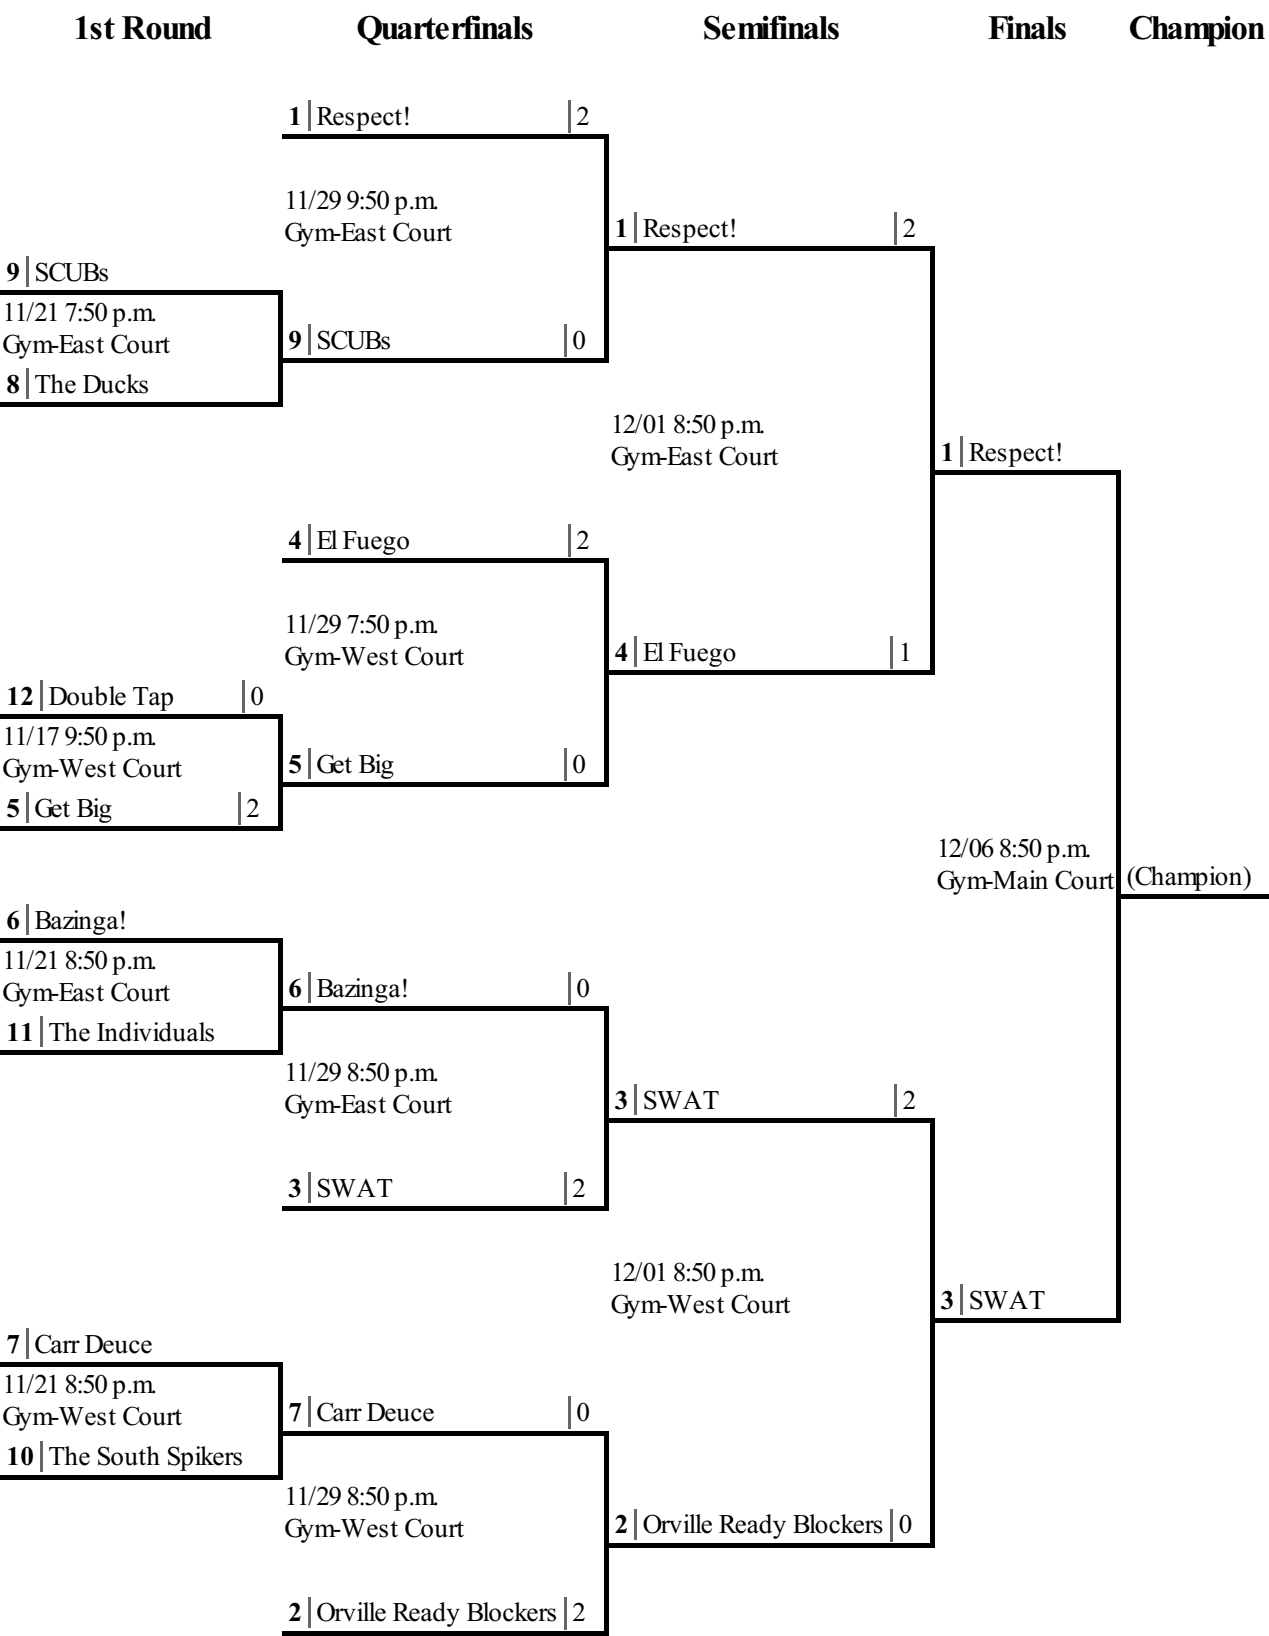 1st Round Quarterfinals Semifinals Finals Champion
1 Respect! 2
11/29 9:50 p.m.
Gym-East Court
1 Respect! 2
9 SCUBs
11/21 7:50 p.m.
Gym-East Court
9 SCUBs 0
8 The Ducks
12/01 8:50 p.m.
Gym-East Court
1 Respect!
4 El Fuego 2
11/29 7:50 p.m.
Gym-West Court
4 El Fuego 1
12 Double Tap 0
11/17 9:50 p.m.
Gym-West Court
5 Get Big 0
5 Get Big 2
12/06 8:50 p.m.
Gym-Main Court
(Champion)
6 Bazinga!
11/21 8:50 p.m.
Gym-East Court
6 Bazinga! 0
11 The Individuals
11/29 8:50 p.m.
Gym-East Court
3 SWAT 2
3 SWAT 2
12/01 8:50 p.m.
Gym-West Court
3 SWAT
7 Carr Deuce
11/21 8:50 p.m.
Gym-West Court
7 Carr Deuce 0
10 The South Spikers
11/29 8:50 p.m.
Gym-West Court
2 Orville Ready Blockers 0
2 Orville Ready Blockers 2